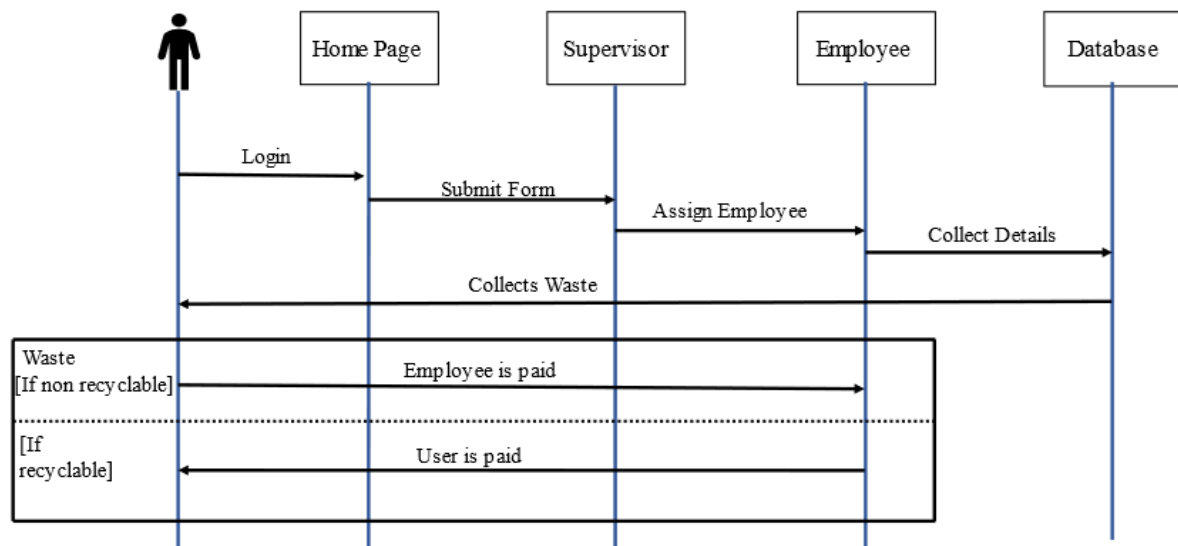 Home Page
Supervisor
Employee
Database
Login
Submit Form
Assign Employee
Collect Details
Collects Waste
Waste
[If non recyclable]
Employee is paid
[If
recyclable]
User is paid